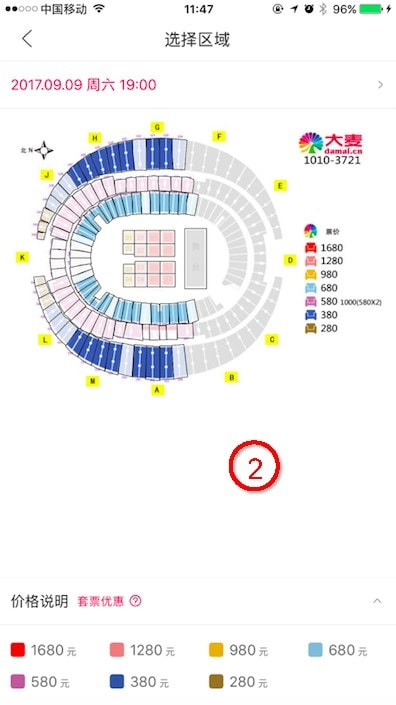 中国移动 11:47 96%
选择区域
2017.09.09 周六 19:00
北 N
G
H
F
J
E
K
D
L
C
M
B
A
大麦
damai.cn
1010-3721
票价
1680
1280
980
680
580 1000(580X2)
380
280
2
价格说明 套票优惠 ?
1680 元 1280 元 980 元 680 元
580 元 380 元 280 元